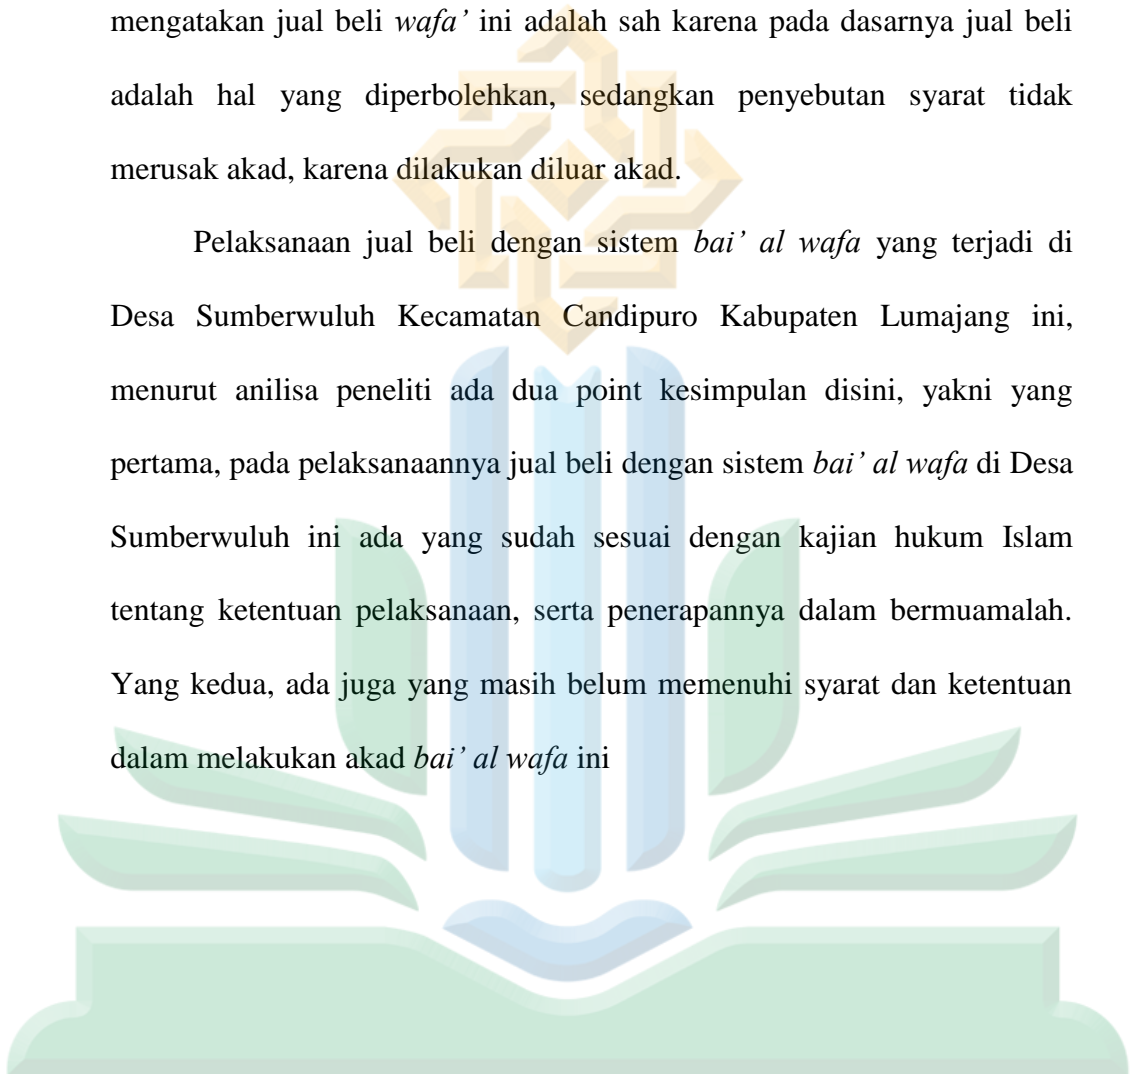 mengatakan jual beli wafa’ ini adalah sah karena pada dasarnya jual beli
adalah hal yang diperbolehkan, sedangkan penyebutan syarat tidak
merusak akad, karena dilakukan diluar akad.
Pelaksanaan jual beli dengan sistem bai’ al wafa yang terjadi di
Desa Sumberwuluh Kecamatan Candipuro Kabupaten Lumajang ini,
menurut anilisa peneliti ada dua point kesimpulan disini, yakni yang
pertama, pada pelaksanaannya jual beli dengan sistem bai’ al wafa di Desa
Sumberwuluh ini ada yang sudah sesuai dengan kajian hukum Islam
tentang ketentuan pelaksanaan, serta penerapannya dalam bermuamalah.
Yang kedua, ada juga yang masih belum memenuhi syarat dan ketentuan
dalam melakukan akad bai’ al wafa ini